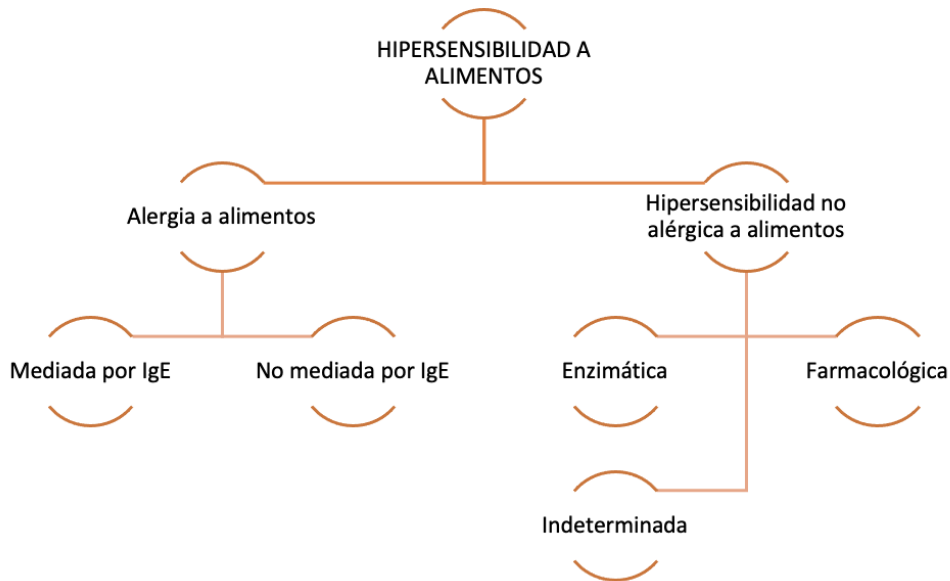 HIPERSENSIBILIDAD A
ALIMENTOS
Alergia a alimentos
Hipersensibilidad no
alérgica a alimentos
Mediada por IgE
No mediada por IgE
Enzimática
Farmacológica
Indeterminada